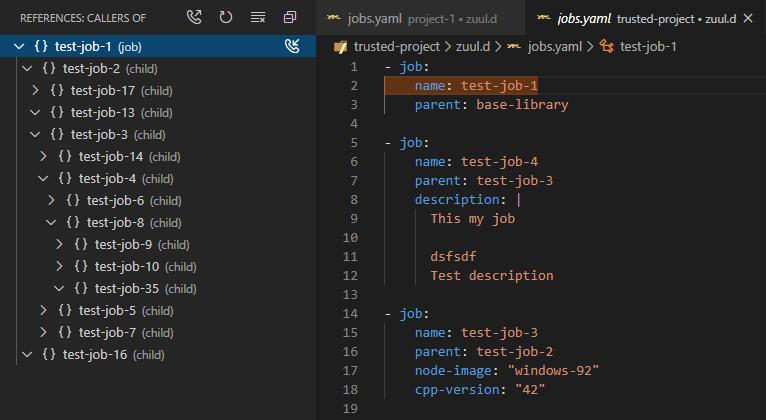 REFERENCES: CALLERS OF
test-job-1 (job)
test-job-2 (child)
test-job-17 (child)
test-job-13 (child)
test-job-3 (child)
test-job-14 (child)
test-job-4 (child)
test-job-6 (child)
test-job-8 (child)
test-job-9 (child)
test-job-10 (child)
test-job-35 (child)
test-job-5 (child)
test-job-7 (child)
test-job-16 (child)
jobs.yaml project-1 • zuul.d
jobs.yaml trusted-project • zuul.d
trusted-project > zuul.d > jobs.yaml > test-job-1
1 - job:
2 name: test-job-1
3 parent: base-library
4
5 - job:
6 name: test-job-4
7 parent: test-job-3
8 description: |
9 This my job
10
11 dsfsdf
12 Test description
13
14 - job:
15 name: test-job-3
16 parent: test-job-2
17 node-image: "windows-92"
18 cpp-version: "42"
19